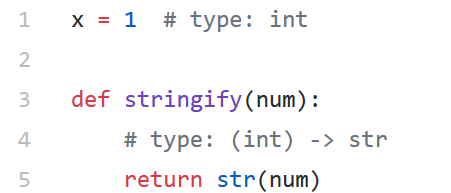 1 x = 1  # type: int
2
3 def stringify(num):
4     # type: (int) -> str
5     return str(num)